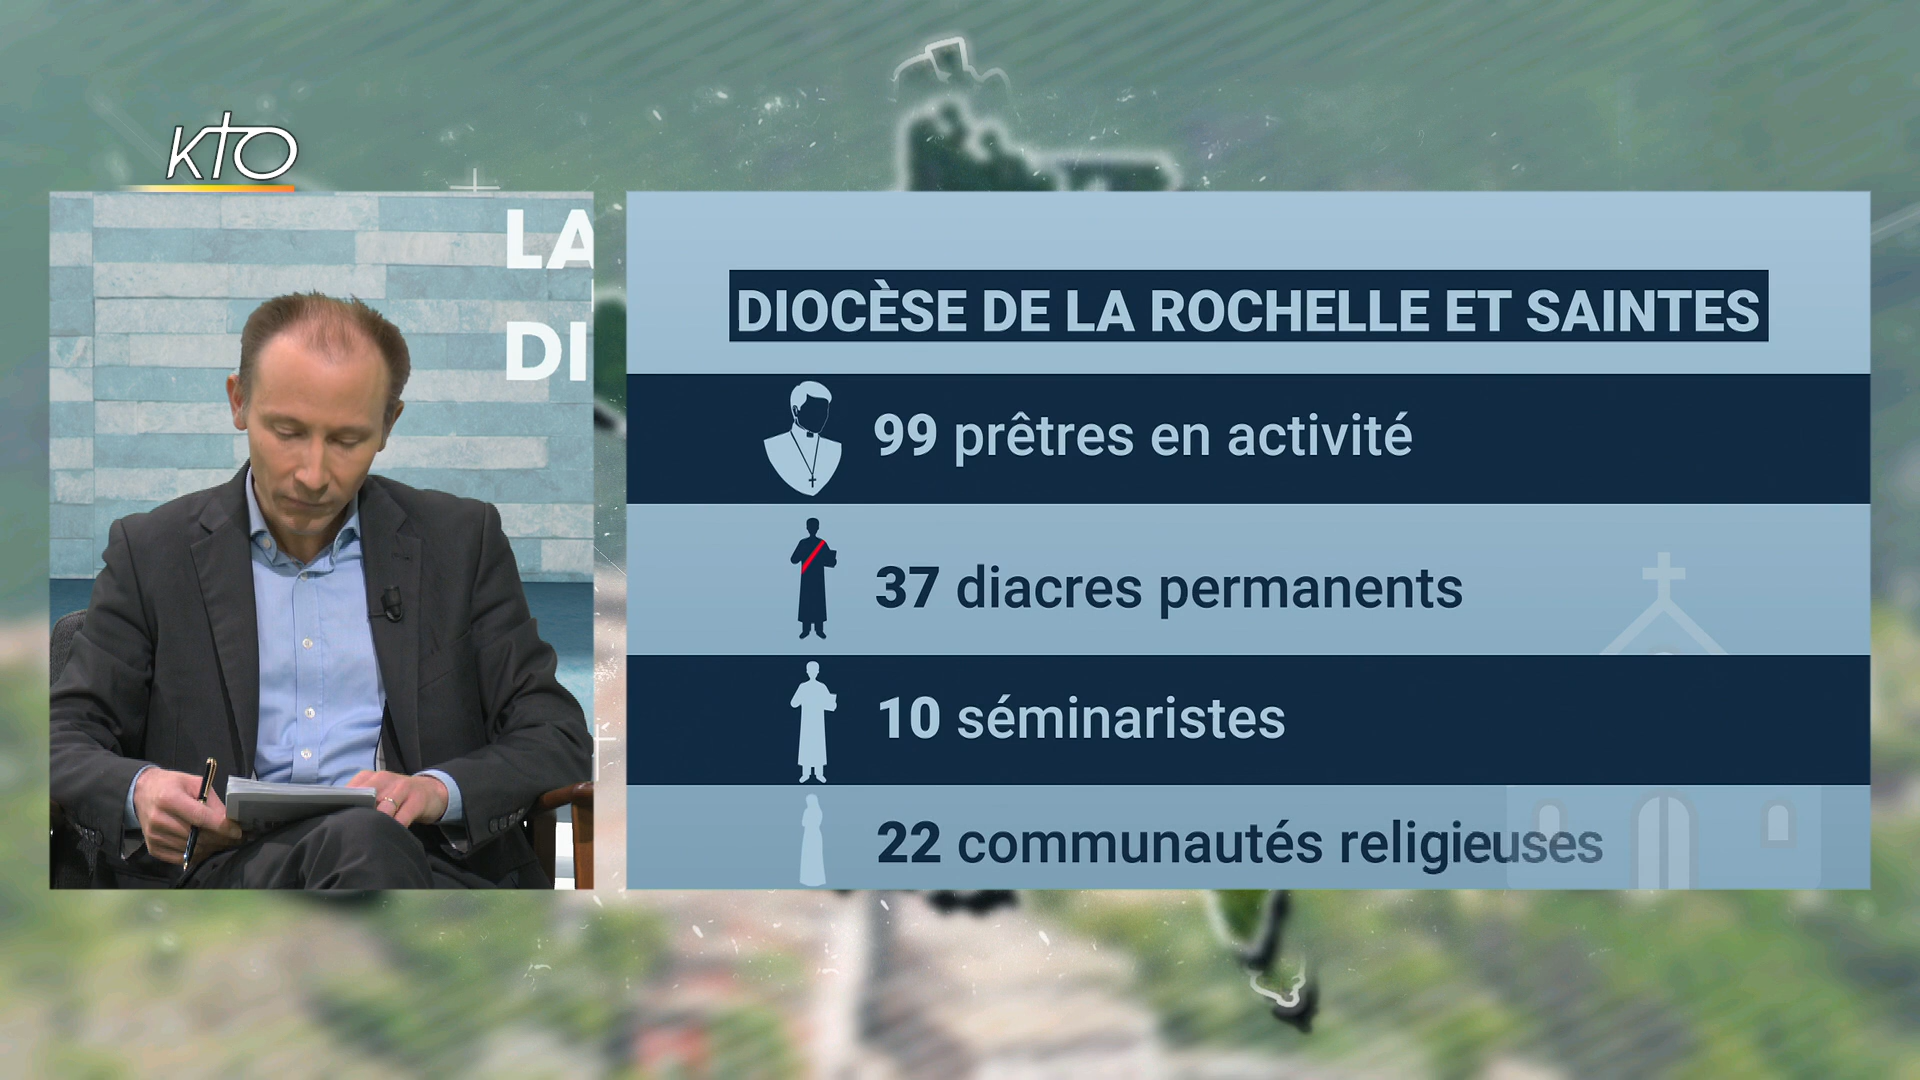 KTO
LA
DI
DIOCÈSE DE LA ROCHELLE ET SAINTES
99 prêtres en activité
37 diacres permanents
10 séminaristes
22 communautés religieuses